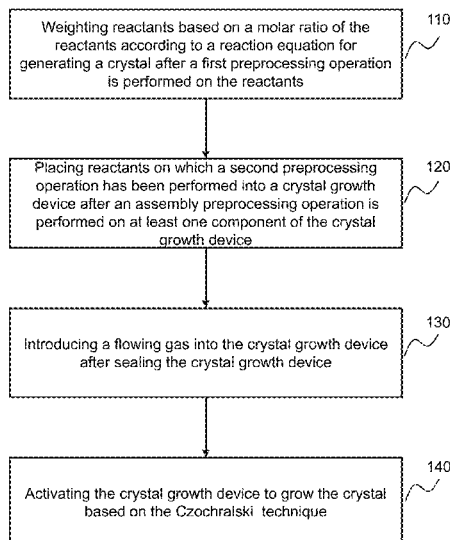 Weighting reactants based on a molar ratio of
the reactants according to a reaction equation for
generating a crystal after a first preprocessing operation
is performed on the reactants
110
Placing reactants on which a second preprocessing
operation has been performed into a crystal growth
device after an assembly preprocessing operation is
performed on at least one component of the crystal
growth device
120
Introducing a flowing gas into the crystal growth device
after sealing the crystal growth device
130
Activating the crystal growth device to grow the crystal
based on the Czochralski technique
140